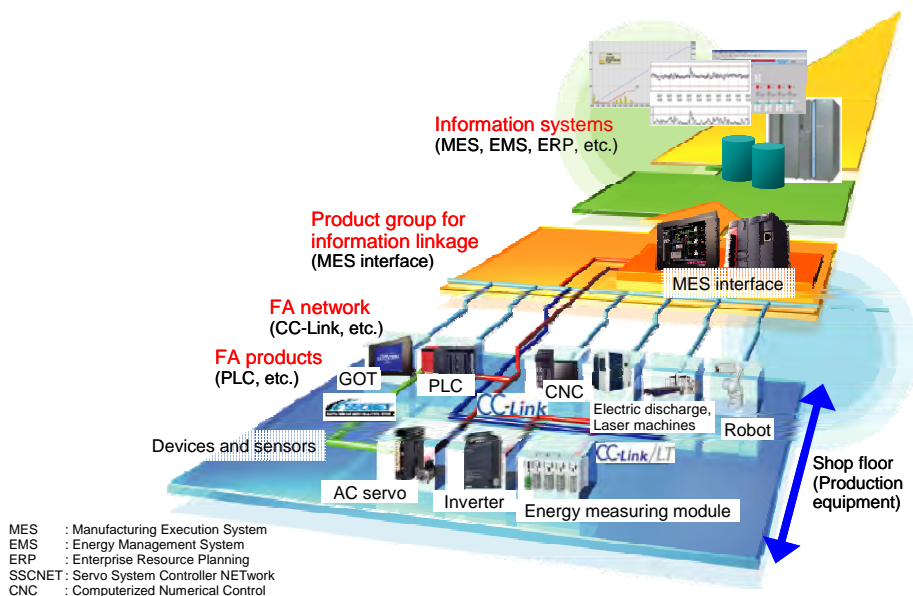 Information systems
(MES, EMS, ERP, etc.)
Product group for
information linkage
(MES interface)
MES interface
FA network
(CC-Link, etc.)
FA products
(PLC, etc.)
GOT
PLC
CNC
Electric discharge,
Laser machines
Robot
SSCNET
CC-Link
Devices and sensors
CC-Link/LT
AC servo
Inverter
Energy measuring module
Shop floor
(Production
equipment)
MES : Manufacturing Execution System
EMS : Energy Management System
ERP : Enterprise Resource Planning
SSCNET : Servo System Controller NETwork
CNC : Computerized Numerical Control